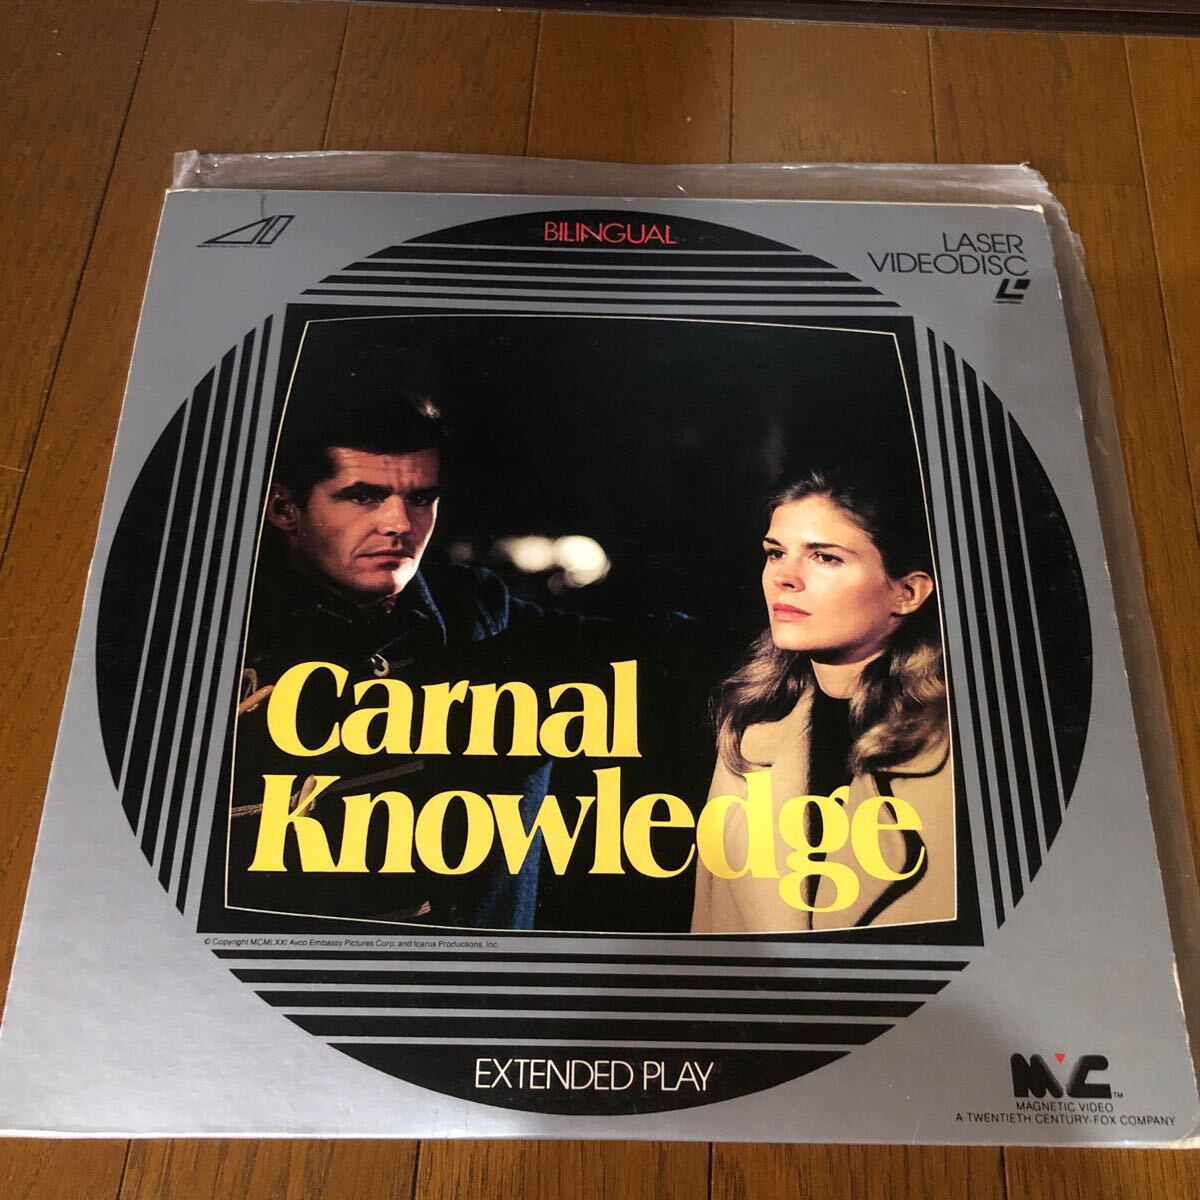 BILINGUAL
LASER
VIDEODISC
Carnal
Knowledge
© Copyright MCMLXXI Avco Embassy Pictures Corp. and Icarus Productions, Inc.
EXTENDED PLAY
MVC™
MAGNETIC VIDEO
A TWENTIETH CENTURY-FOX COMPANY